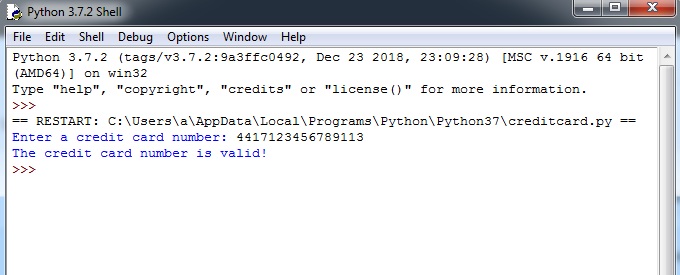 Python 3.7.2 Shell
File Edit Shell Debug Options Window Help
Python 3.7.2 (tags/v3.7.2:9a3ffc0492, Dec 23 2018, 23:09:28) [MSC v.1916 64 bit
(AMD64)] on win32
Type "help", "copyright", "credits" or "license()" for more information.
>>>
== RESTART: C:\Users\a\AppData\Local\Programs\Python\Python37\creditcard.py ==
Enter a credit card number: 4417123456789113
The credit card number is valid!
>>>